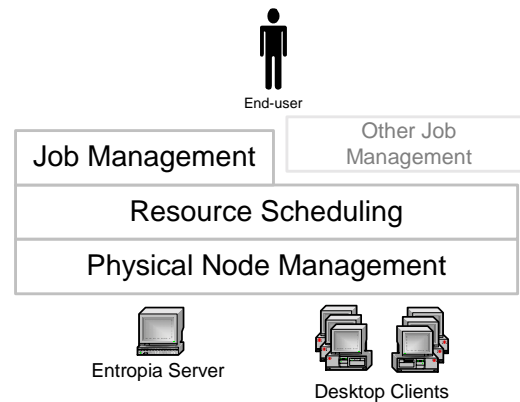 End-user
Other Job
Management
Job Management
Resource Scheduling
Physical Node Management
Entropia Server
Desktop Clients